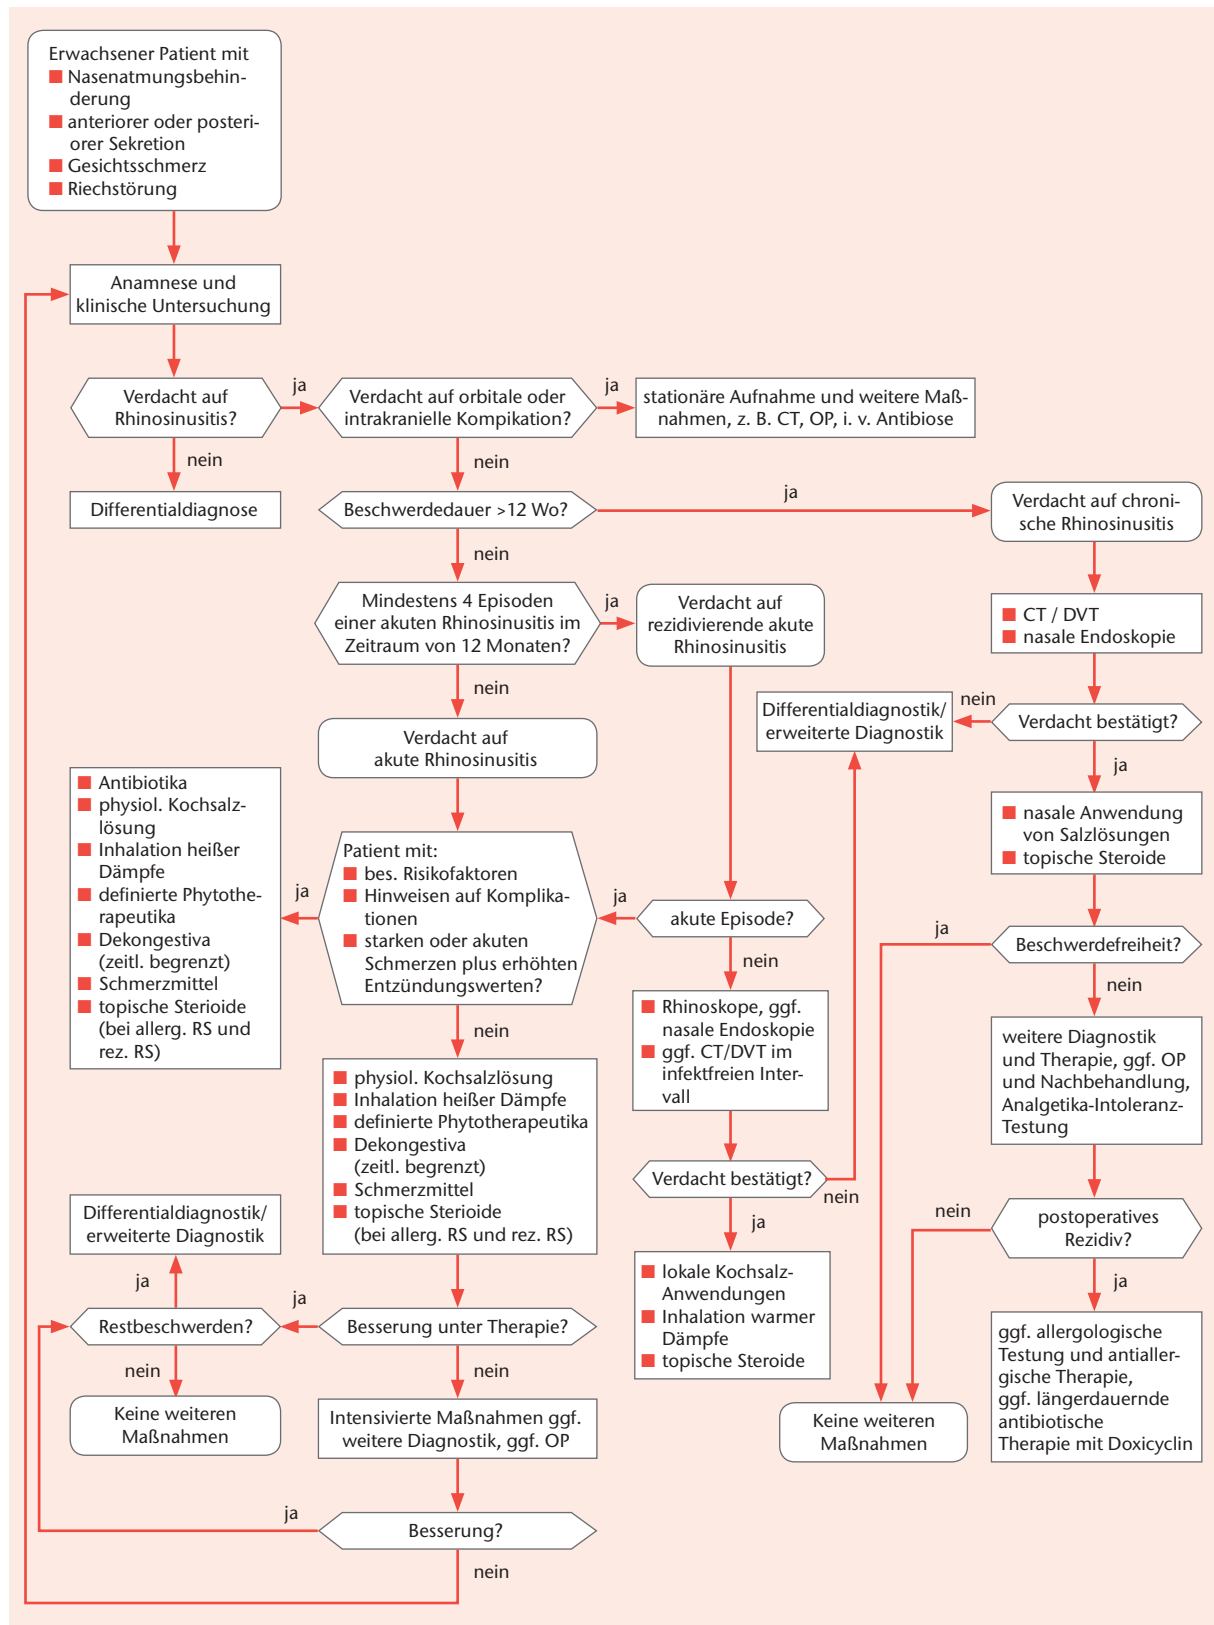 Erwachsener Patient mit
Nasenatmungsbehin-
derung
anteriorer oder posteri-
orer Sekretion
Gesichtsschmerz
Riechstörung
Anamnese und
klinische Untersuchung
Verdacht auf
Rhinosinusitis?
ja
Verdacht auf orbitale oder
intrakranielle Kompikation?
ja
stationäre Aufnahme und weitere Maß-
nahmen, z. B. CT, OP, i. v. Antibiose
nein
Differentialdiagnose
nein
Beschwerdedauer >12 Wo?
ja
Verdacht auf chroni-
sche Rhinosinusitis
nein
Mindestens 4 Episoden
einer akuten Rhinosinusitis im
Zeitraum von 12 Monaten?
ja
Verdacht auf
rezidivierende akute
Rhinosinusitis
CT / DVT
nasale Endoskopie
nein
Verdacht auf
akute Rhinosinusitis
Differentialdiagnostik/
erweiterte Diagnostik
nein
Verdacht bestätigt?
ja
nasale Anwendung
von Salzlösungen
topische Steroide
Antibiotika
physiol. Kochsalz-
lösung
Inhalation heißer
Dämpfe
definierte Phytothe-
rapeutika
Dekongestiva
(zeitl. begrenzt)
Schmerzmittel
topische Sterioide
(bei allerg. RS und
rez. RS)
ja
Patient mit:
bes. Risikofaktoren
Hinweisen auf Komplika-
tionen
starken oder akuten
Schmerzen plus erhöhten
Entzündungswerten?
ja
akute Episode?
ja
Beschwerdefreiheit?
nein
Rhinoskope, ggf.
nasale Endoskopie
ggf. CT/DVT im
infektfreien Inter-
vall
nein
weitere Diagnostik
und Therapie, ggf. OP
und Nachbehandlung,
Analgetika-Intoleranz-
Testung
nein
physiol. Kochsalzlösung
Inhalation heißer Dämpfe
definierte Phytotherapeutika
Dekongestiva
(zeitl. begrenzt)
Schmerzmittel
topische Sterioide
(bei allerg. RS und rez. RS)
Verdacht bestätigt?
nein
ja
lokale Kochsalz-
Anwendungen
Inhalation warmer
Dämpfe
topische Steroide
nein
postoperatives
Rezidiv?
ja
ggf. allergologische
Testung und antialler-
gische Therapie,
ggf. längerdauernde
antibiotische
Therapie mit Doxicyclin
Differentialdiagnostik/
erweiterte Diagnostik
ja
Restbeschwerden?
ja
Besserung unter Therapie?
nein
Keine weiteren
Maßnahmen
nein
Intensivierte Maßnahmen ggf.
weitere Diagnostik, ggf. OP
Keine weiteren
Maßnahmen
ja
Besserung?
nein